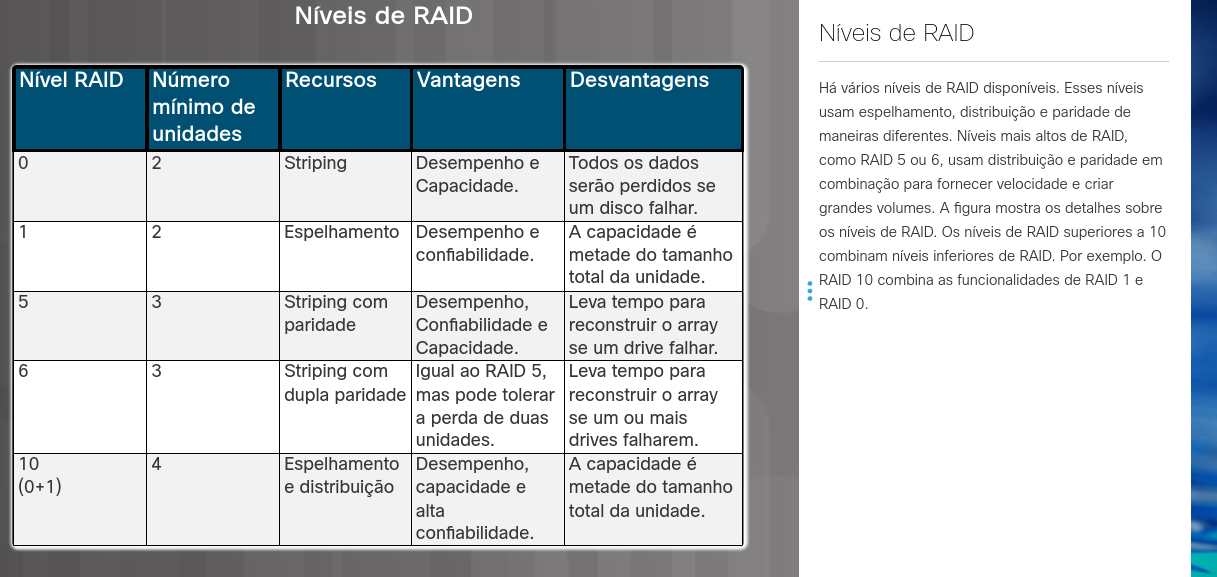 Níveis de RAID
Nível RAID
Número
mínimo de
unidades
Recursos
Vantagens
Desvantagens
0
2
Striping
Desempenho e
Capacidade.
Todos os dados
serão perdidos se
um disco falhar.
1
2
Espelhamento
Desempenho e
confiabilidade.
A capacidade é
metade do tamanho
total da unidade.
5
3
Striping com
paridade
Desempenho,
Confiabilidade e
Capacidade.
Leva tempo para
reconstruir o array
se um drive falhar.
6
3
Striping com
dupla paridade
Igual ao RAID 5,
mas pode tolerar
a perda de duas
unidades.
Leva tempo para
reconstruir o array
se um ou mais
drives falharem.
10
(0+1)
4
Espelhamento
e distribuição
Desempenho,
capacidade e
alta
confiabilidade.
A capacidade é
metade do tamanho
total da unidade.
Níveis de RAID
Há vários níveis de RAID disponíveis. Esses níveis
usam espelhamento, distribuição e paridade de
maneiras diferentes. Níveis mais altos de RAID,
como RAID 5 ou 6, usam distribuição e paridade em
combinação para fornecer velocidade e criar
grandes volumes. A figura mostra os detalhes sobre
os níveis de RAID. Os níveis de RAID superiores a 10
combinam níveis inferiores de RAID. Por exemplo. O
RAID 10 combina as funcionalidades de RAID 1 e
RAID 0.